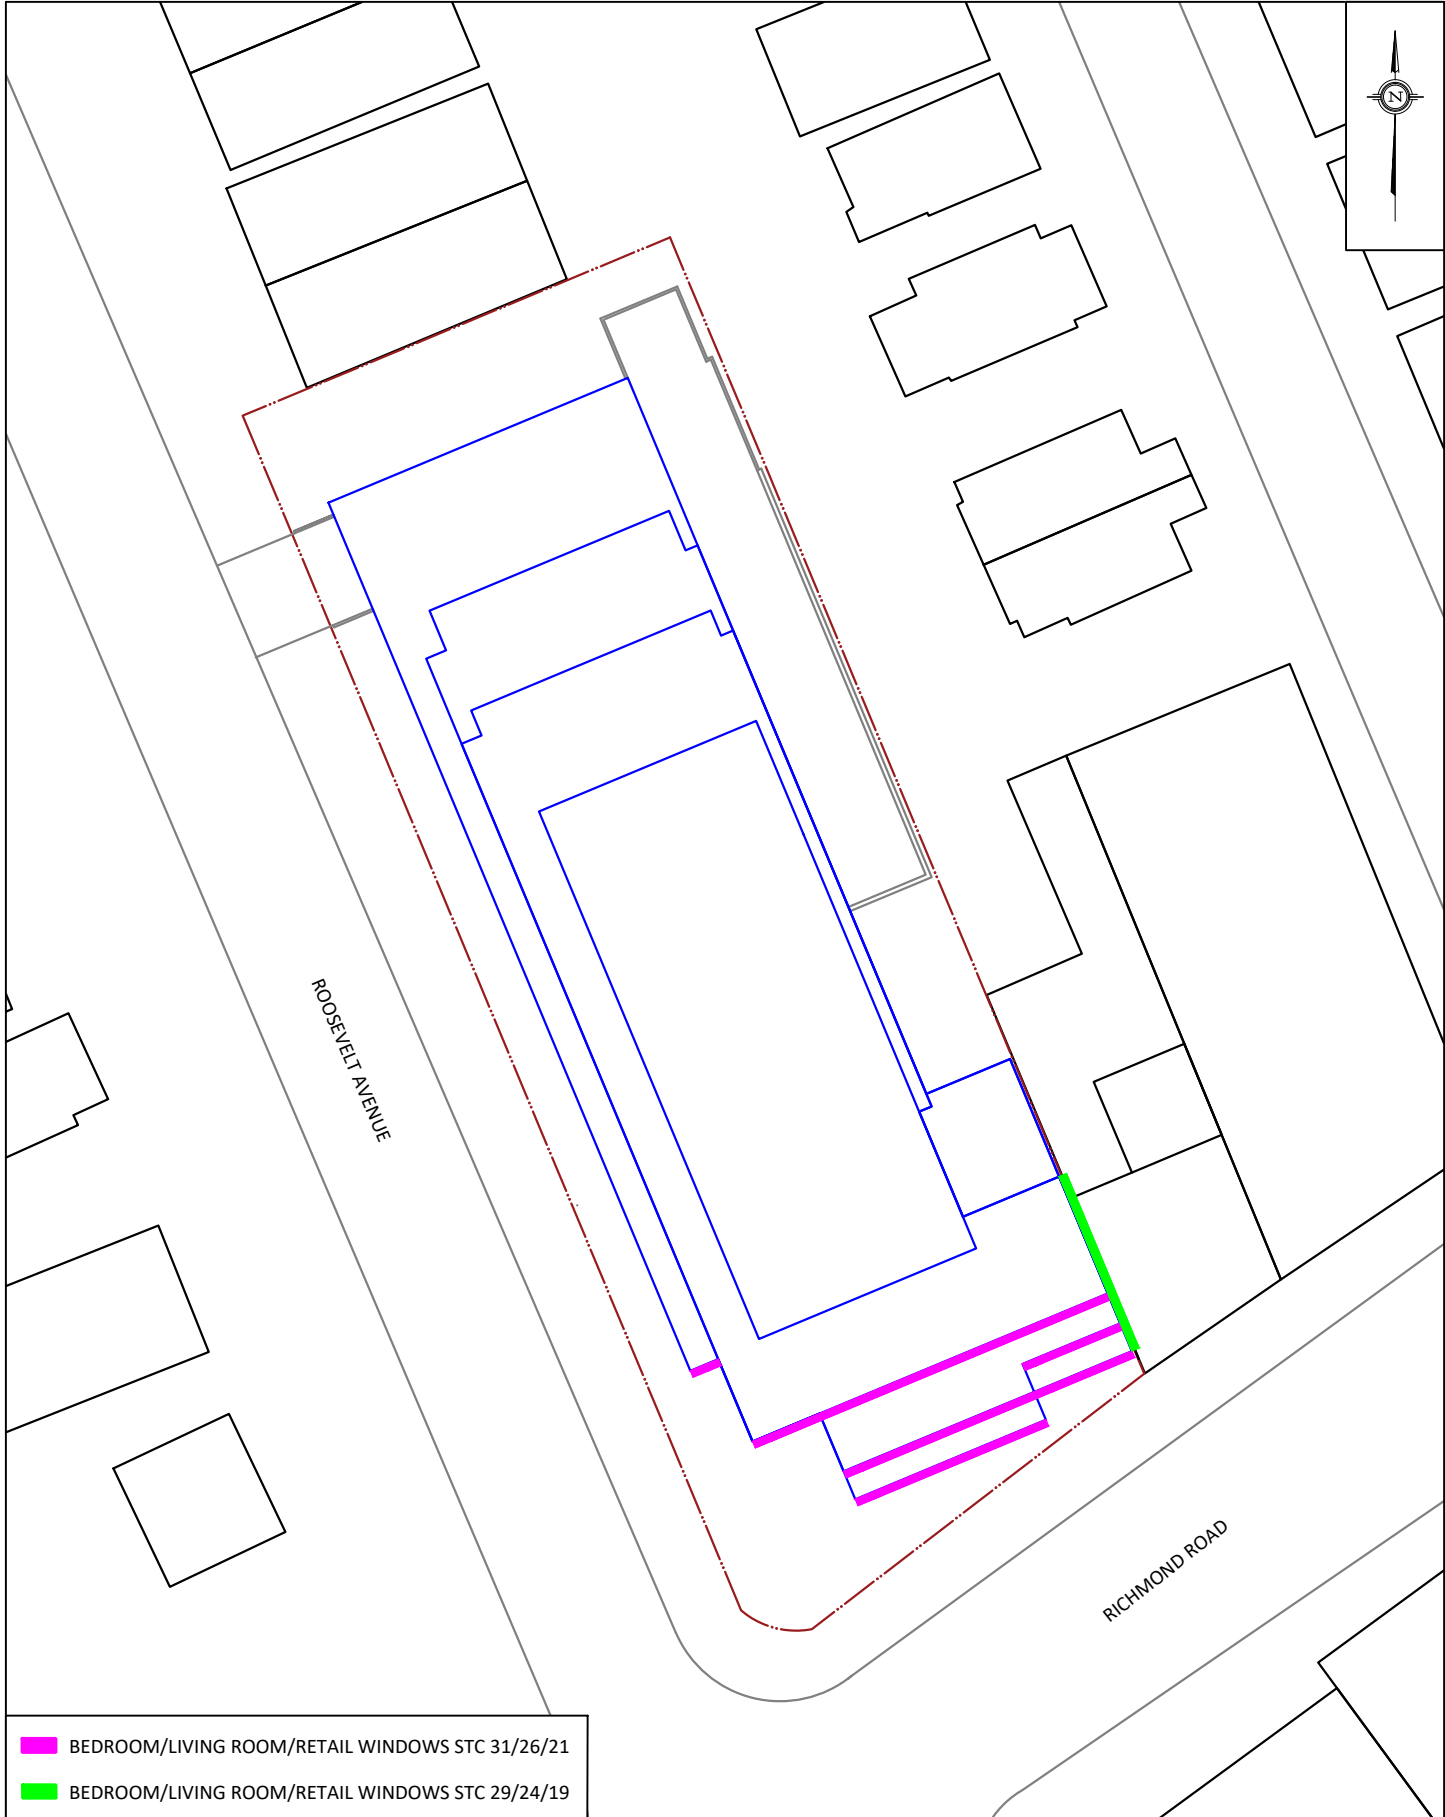 N
ROOSEVELT AVENUE
RICHMOND ROAD
BEDROOM/LIVING ROOM/RETAIL WINDOWS STC 31/26/21
BEDROOM/LIVING ROOM/RETAIL WINDOWS STC 29/24/19